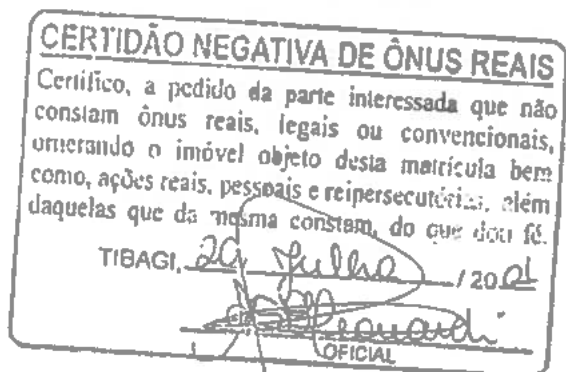 CERTIDÃO NEGATIVA DE ÔNUS REAIS
Certifico, a pedido da parte interessada que não
constam ônus reais, legais ou convencionais,
onerando o imóvel objeto desta matrícula bem
como, ações reais, pessoais e reipersecutórias, além
daquelas que da mesma constam, do que dou fé.
TIBAGI, Julho / 20 01
OFICIAL